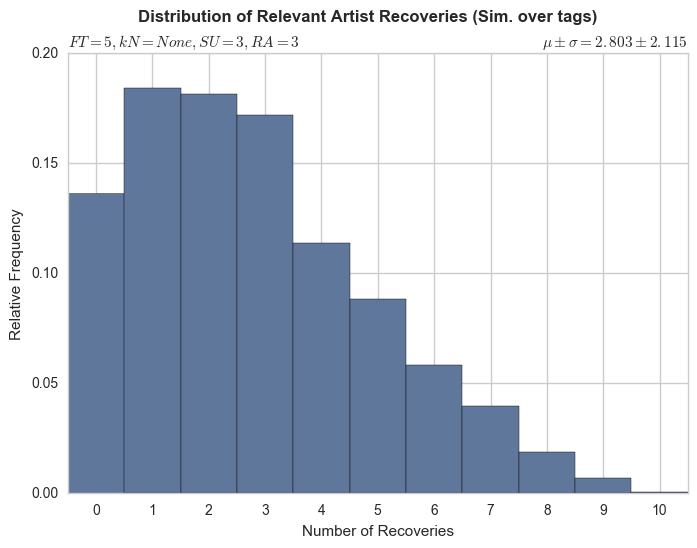 Distribution of Relevant Artist Recoveries (Sim. over tags)
FT = 5, kN = None, SU = 3, RA = 3
μ ± σ = 2.803 ± 2.115
0.20
0.15
0.10
0.05
0.00
Relative Frequency
0 1 2 3 4 5 6 7 8 9 10
Number of Recoveries